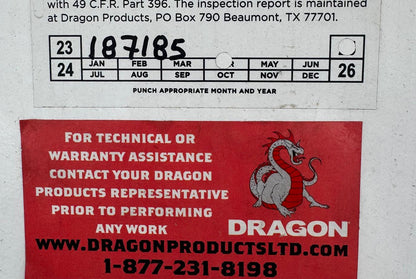 with 49 C.F.R. Part 396. The inspection report is maintained
at Dragon Products, PO Box 790 Beaumont, TX 77701.
23 187185
24 JAN FEB MAR MAY JUN 26
JUL AUG SEP OCT NOV DEC
PUNCH APPROPRIATE MONTH AND YEAR
FOR TECHNICAL OR
WARRANTY ASSISTANCE
CONTACT YOUR DRAGON
PRODUCTS REPRESENTATIVE
PRIOR TO PERFORMING
ANY WORK
DRAGON
WWW.DRAGONPRODUCTSLTD.COM
1-877-231-8198